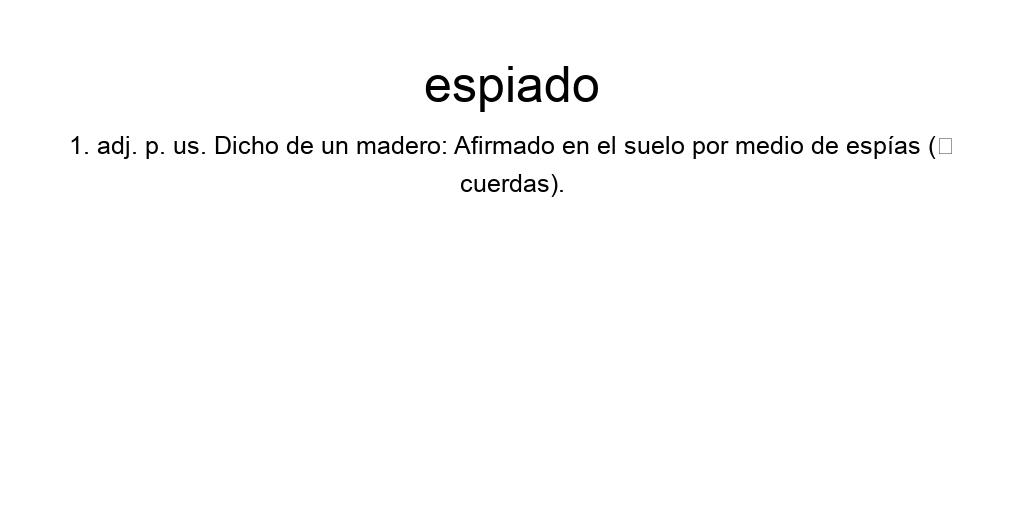 espiado
1. adj. p. us. Dicho de un madero: Afirmado en el suelo por medio de espías (□
cuerdas).